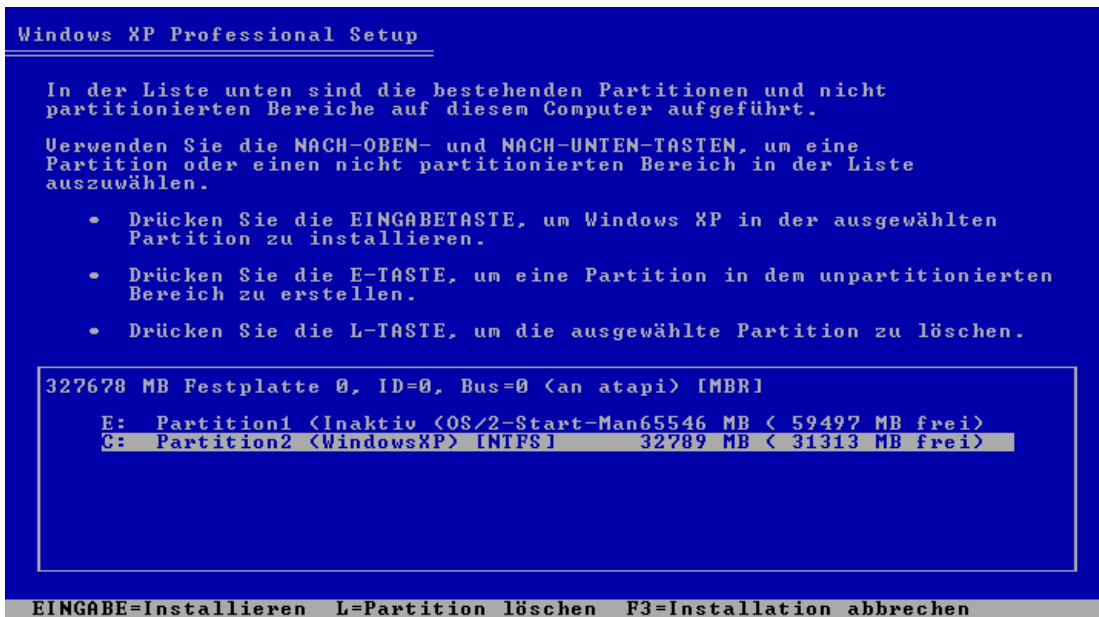 Windows XP Professional Setup
In der Liste unten sind die bestehenden Partitionen und nicht
partitionierten Bereiche auf diesem Computer aufgeführt.
Verwenden Sie die NACH-OBEN- und NACH-UNTEN-TASTEN, um eine
Partition oder einen nicht partitionierten Bereich in der Liste
auszuwählen.
• Drücken Sie die EINGABETASTE, um Windows XP in der ausgewählten
Partition zu installieren.
• Drücken Sie die E-TASTE, um eine Partition in dem unpartitionierten
Bereich zu erstellen.
• Drücken Sie die L-TASTE, um die ausgewählte Partition zu löschen.
327678 MB Festplatte 0, ID=0, Bus=0 (an atapi) [MBR]
E: Partition1 (Inaktiv (OS/2-Start-Man65546 MB ( 59497 MB frei)
C: Partition2 (WindowsXP) [NTFS] 32789 MB ( 31313 MB frei)
EINGABE=Installieren L=Partition löschen F3=Installation abbrechen